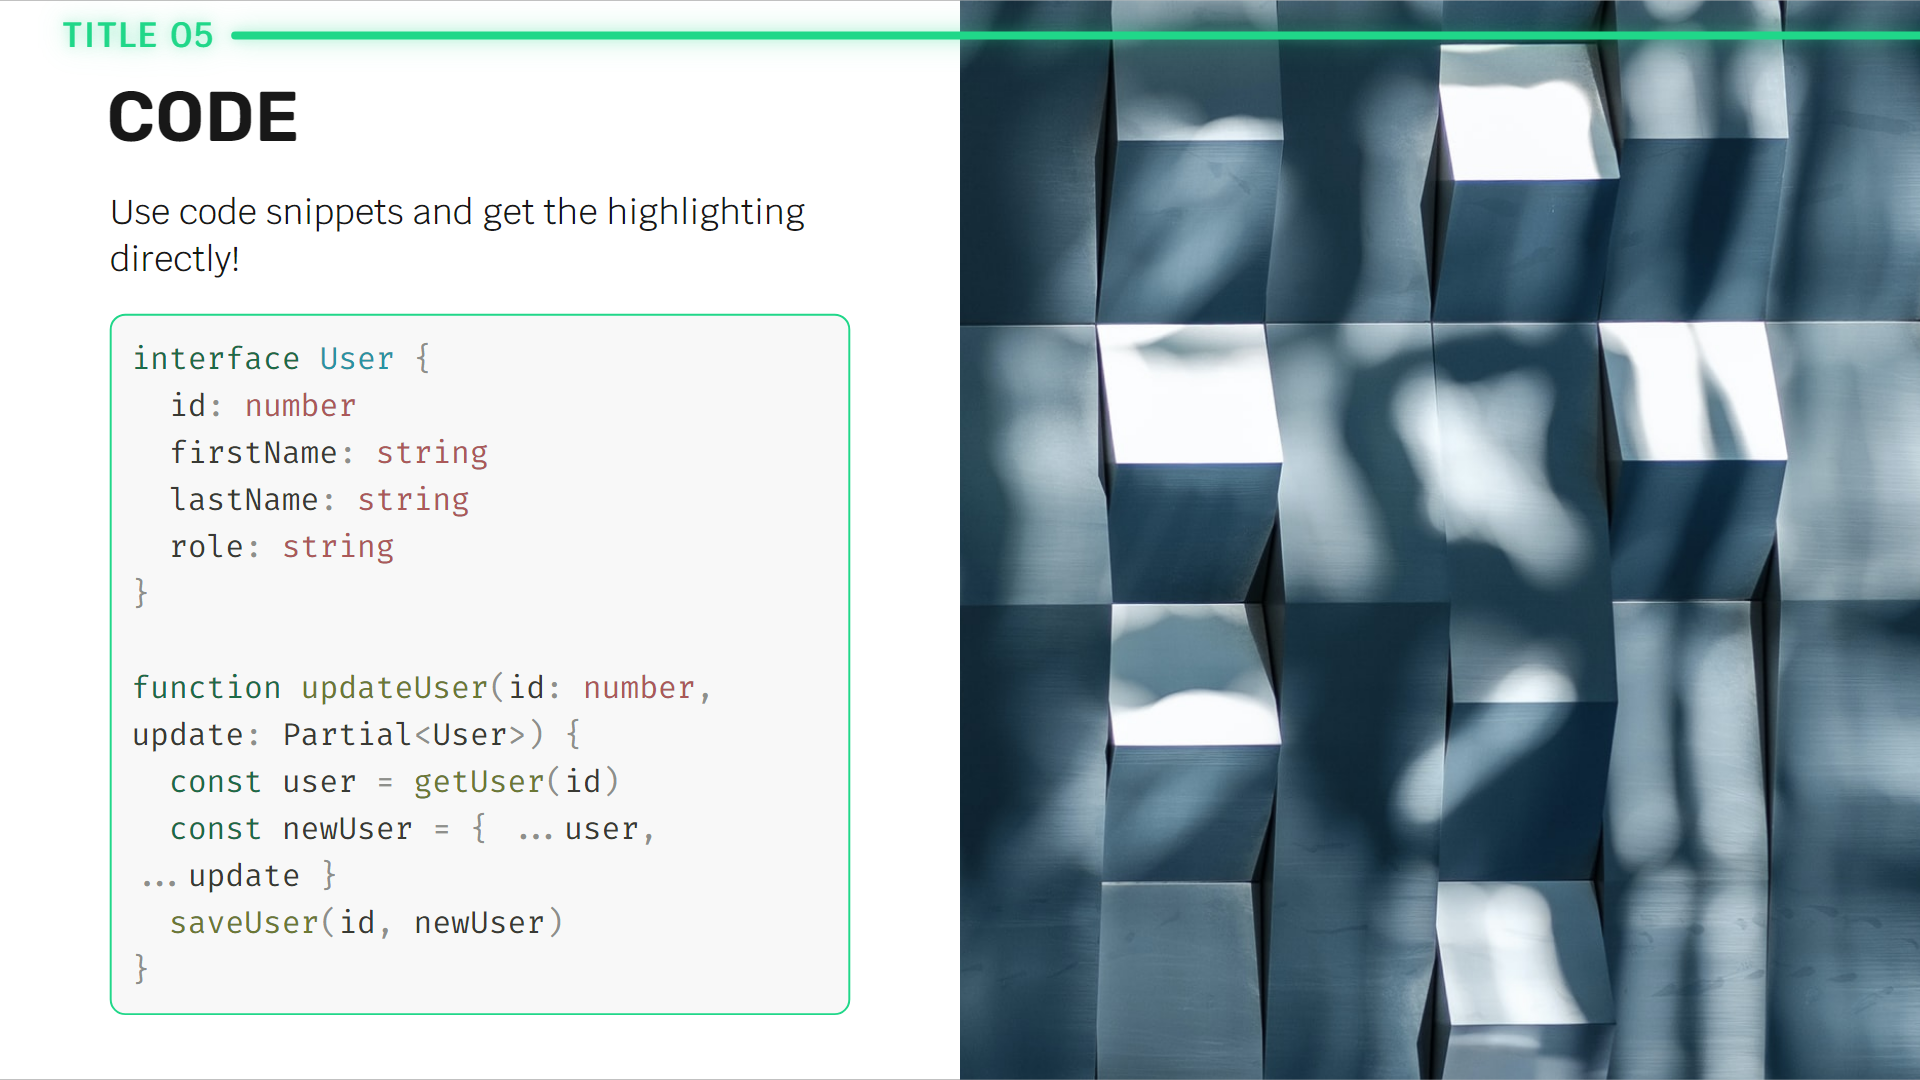 TITLE 05
CODE
Use code snippets and get the highlighting
directly!
interface User {
  id: number
  firstName: string
  lastName: string
  role: string
}

function updateUser(id: number,
update: Partial<User>) {
  const user = getUser(id)
  const newUser = { ...user,
...update }
  saveUser(id, newUser)
}